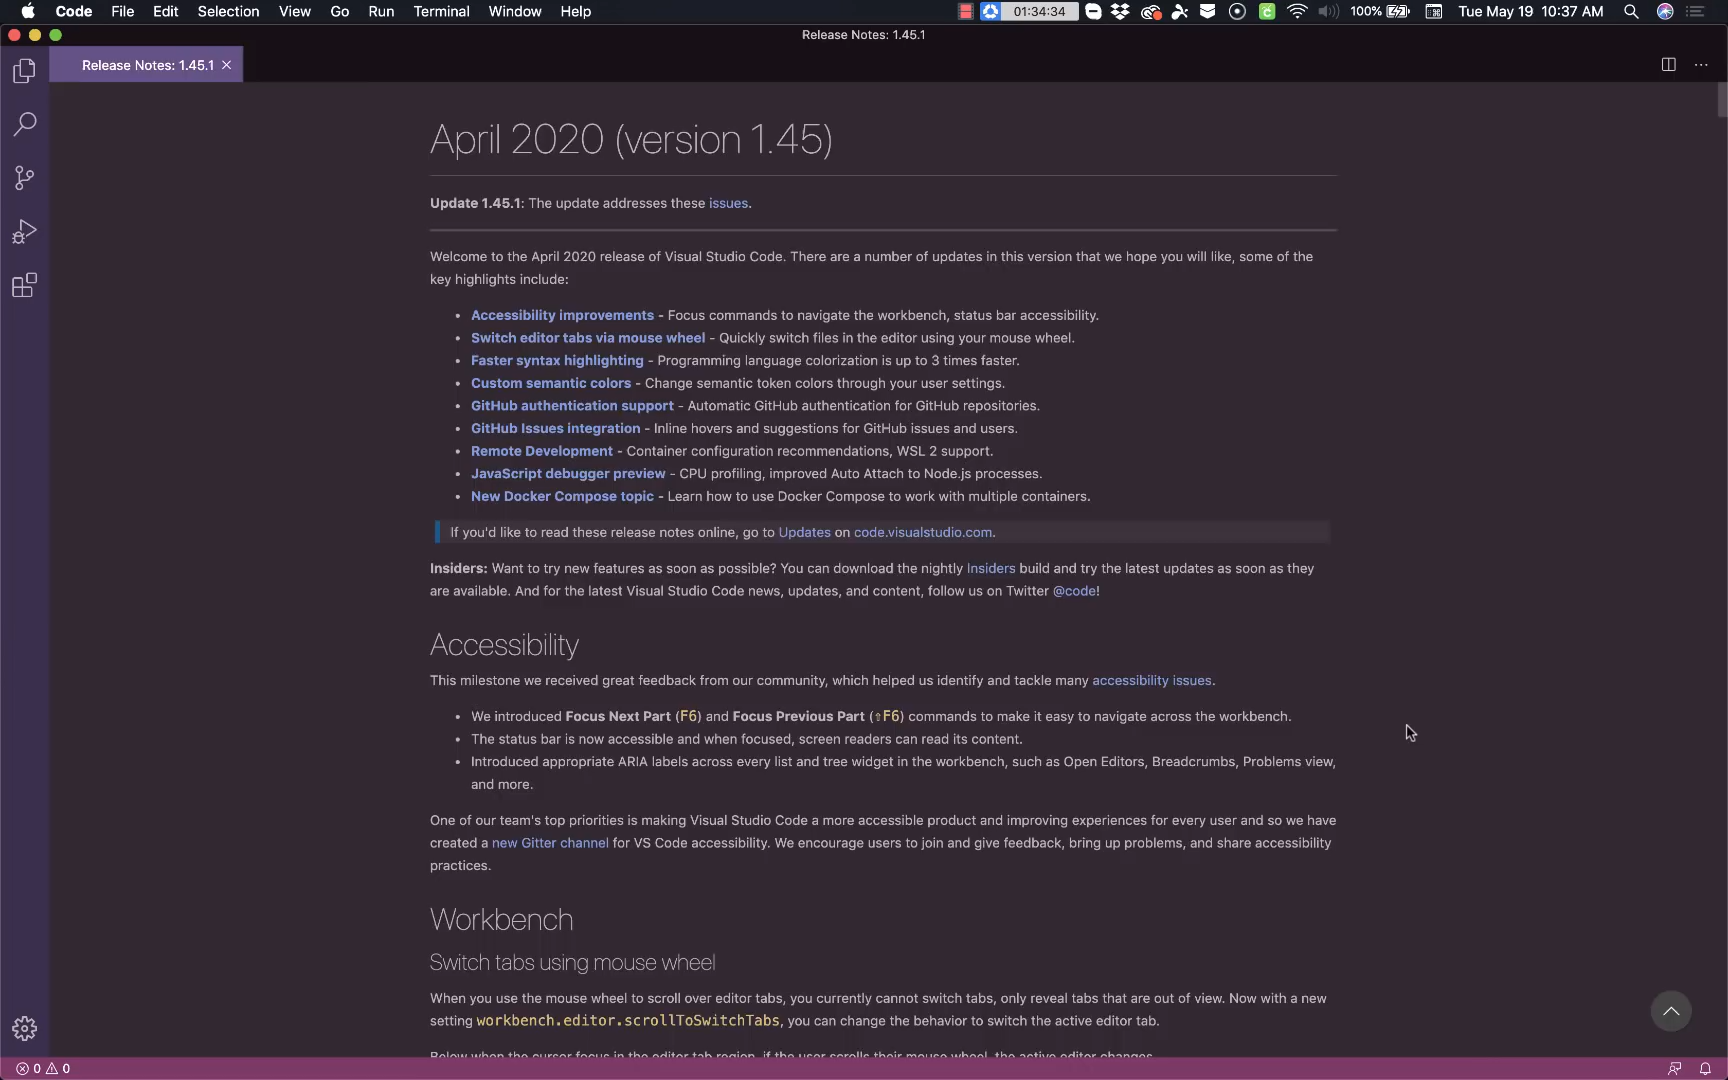 Code File Edit Selection View Go Run Terminal Window Help 01:34:34 100% Tue May 19 10:37 AM
Release Notes: 1.45.1
Release Notes: 1.45.1
April 2020 (version 1.45)
Update 1.45.1: The update addresses these issues.
Welcome to the April 2020 release of Visual Studio Code. There are a number of updates in this version that we hope you will like, some of the
key highlights include:
• Accessibility improvements - Focus commands to navigate the workbench, status bar accessibility.
• Switch editor tabs via mouse wheel - Quickly switch files in the editor using your mouse wheel.
• Faster syntax highlighting - Programming language colorization is up to 3 times faster.
• Custom semantic colors - Change semantic token colors through your user settings.
• GitHub authentication support - Automatic GitHub authentication for GitHub repositories.
• GitHub Issues integration - Inline hovers and suggestions for GitHub issues and users.
• Remote Development - Container configuration recommendations, WSL 2 support.
• JavaScript debugger preview - CPU profiling, improved Auto Attach to Node.js processes.
• New Docker Compose topic - Learn how to use Docker Compose to work with multiple containers.
If you'd like to read these release notes online, go to Updates on code.visualstudio.com.
Insiders: Want to try new features as soon as possible? You can download the nightly Insiders build and try the latest updates as soon as they
are available. And for the latest Visual Studio Code news, updates, and content, follow us on Twitter @code!
Accessibility
This milestone we received great feedback from our community, which helped us identify and tackle many accessibility issues.
• We introduced Focus Next Part (F6) and Focus Previous Part (⇧F6) commands to make it easy to navigate across the workbench.
• The status bar is now accessible and when focused, screen readers can read its content.
• Introduced appropriate ARIA labels across every list and tree widget in the workbench, such as Open Editors, Breadcrumbs, Problems view,
and more.
One of our team's top priorities is making Visual Studio Code a more accessible product and improving experiences for every user and so we have
created a new Gitter channel for VS Code accessibility. We encourage users to join and give feedback, bring up problems, and share accessibility
practices.
Workbench
Switch tabs using mouse wheel
When you use the mouse wheel to scroll over editor tabs, you currently cannot switch tabs, only reveal tabs that are out of view. Now with a new
setting workbench.editor.scrollToSwitchTabs, you can change the behavior to switch the active editor tab.
Below when the cursor focus in the editor tab region, if the user scrolls their mouse wheel, the active editor changes.
0 0